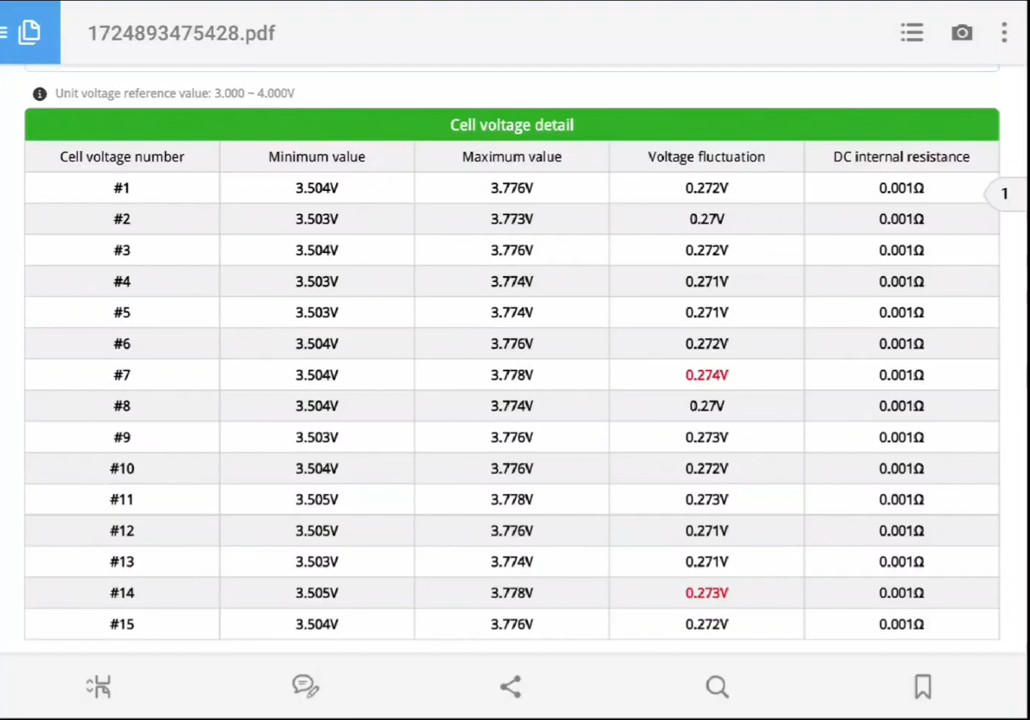 1724893475428.pdf
Unit voltage reference value: 3.000 ~ 4.000V
Cell voltage detail
Cell voltage number Minimum value Maximum value Voltage fluctuation DC internal resistance
#1 3.504V 3.776V 0.272V 0.001Ω
1
#2 3.503V 3.773V 0.27V 0.001Ω
#3 3.504V 3.776V 0.272V 0.001Ω
#4 3.503V 3.774V 0.271V 0.001Ω
#5 3.503V 3.774V 0.271V 0.001Ω
#6 3.504V 3.776V 0.272V 0.001Ω
#7 3.504V 3.778V 0.274V 0.001Ω
#8 3.504V 3.774V 0.27V 0.001Ω
#9 3.503V 3.776V 0.273V 0.001Ω
#10 3.504V 3.776V 0.272V 0.001Ω
#11 3.505V 3.778V 0.273V 0.001Ω
#12 3.505V 3.776V 0.271V 0.001Ω
#13 3.503V 3.774V 0.271V 0.001Ω
#14 3.505V 3.778V 0.273V 0.001Ω
#15 3.504V 3.776V 0.272V 0.001Ω